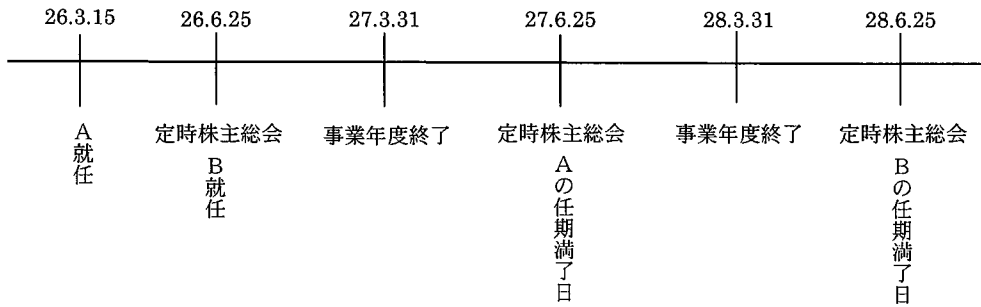 26.3.15 26.6.25 27.3.31 27.6.25 28.3.31 28.6.25
A就任 定時株主総会 事業年度終了 定時株主総会 事業年度終了 定時株主総会
B就任 Aの任期満了日 Bの任期満了日